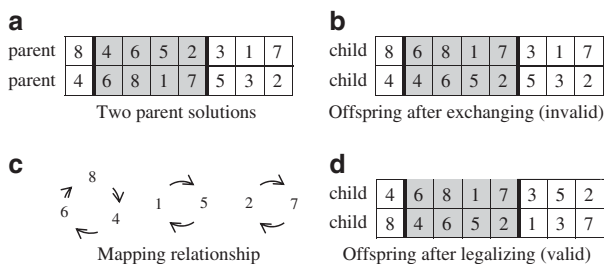 a
parent 8 4 6 5 2 3 1 7
parent 4 6 8 1 7 5 3 2
Two parent solutions
b
child 8 6 8 1 7 3 1 7
child 4 4 6 5 2 5 3 2
Offspring after exchanging (invalid)
c
8
6 4 1 5 2 7
Mapping relationship
d
child 4 6 8 1 7 3 5 2
child 8 4 6 5 2 1 3 7
Offspring after legalizing (valid)